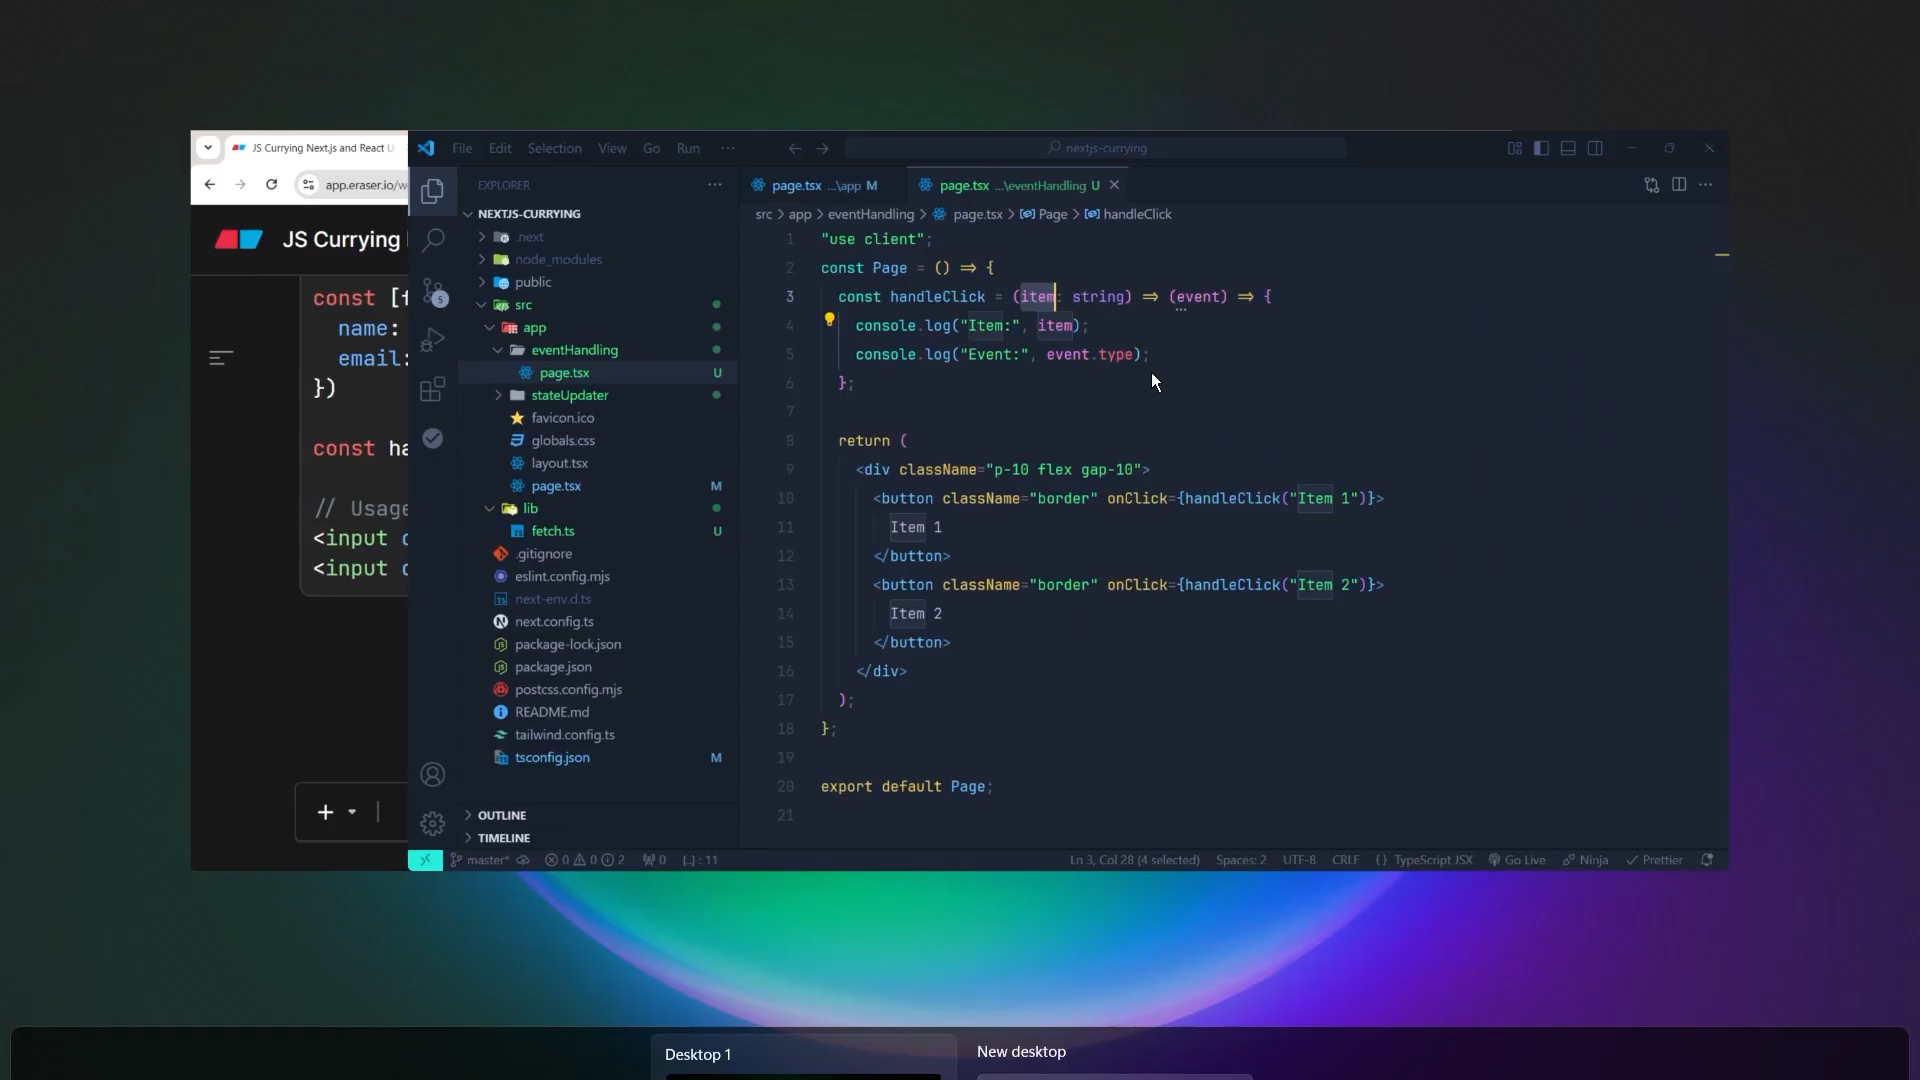 JS Currying Next.js and React U
app.eraser.io/w
JS Currying
const [f
name:
email:
})
const ha
// Usage
<input
<input
File Edit Selection View Go Run ...
nextjs-currying
EXPLORER
NEXTJS-CURRYING
.next
node_modules
public
src
app
eventHandling
page.tsx U
stateUpdater
favicon.ico
globals.css
layout.tsx
page.tsx M
lib
fetch.ts U
.gitignore
eslint.config.mjs
next-env.d.ts
next.config.ts
package-lock.json
package.json
postcss.config.mjs
README.md
tailwind.config.ts
tsconfig.json M
OUTLINE
TIMELINE
5
page.tsx ...\app M
page.tsx ...\eventHandling U
src > app > eventHandling > page.tsx > Page > handleClick
1 "use client";
2 const Page = () => {
3 const handleClick = (item: string) => (event) => {
4 console.log("Item:", item);
5 console.log("Event:", event.type);
6 };
7
8 return (
9 <div className="p-10 flex gap-10">
10 <button className="border" onClick={handleClick("Item 1")}>
11 Item 1
12 </button>
13 <button className="border" onClick={handleClick("Item 2")}>
14 Item 2
15 </button>
16 </div>
17 );
18 };
19
20 export default Page;
21
master* 0 0 2 0 {..} : 11 Ln 3, Col 28 (4 selected) Spaces: 2 UTF-8 CRLF {} TypeScript JSX Go Live Ninja Prettier
Desktop 1
New desktop